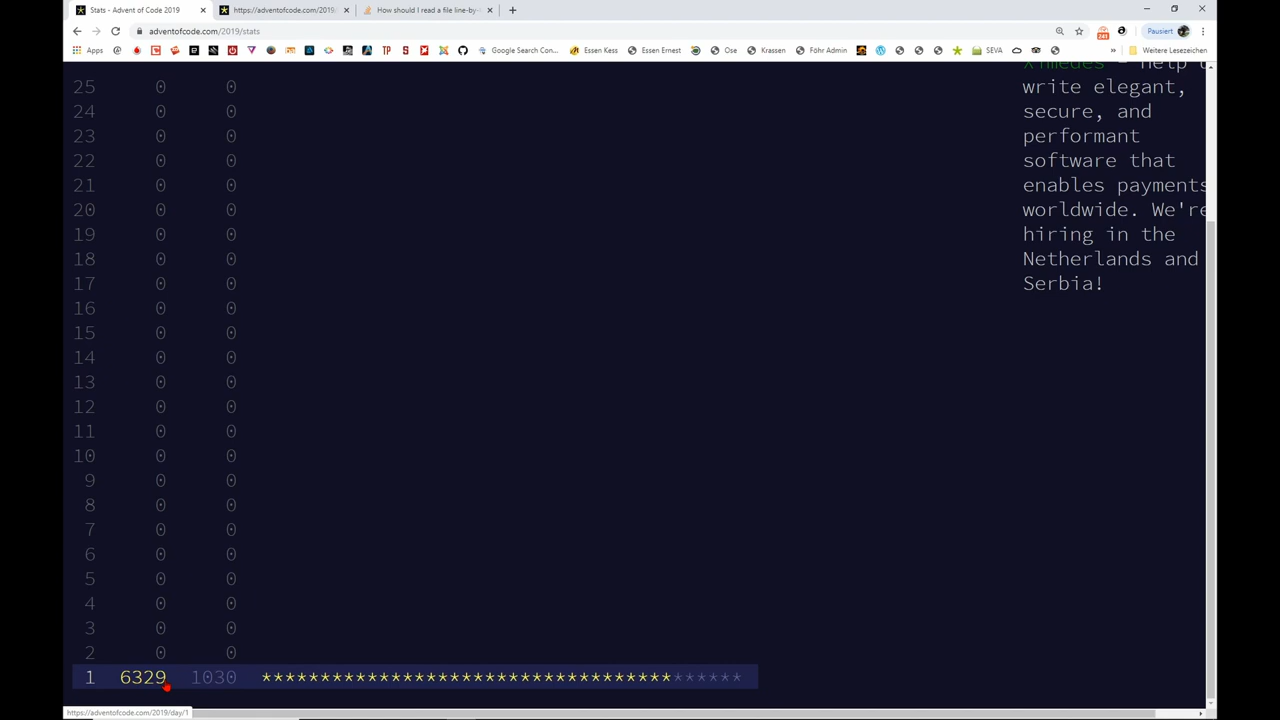 Stats - Advent of Code 2019
https://adventofcode.com/2019/
How should I read a file line-by-
adventofcode.com/2019/stats
Pausiert
Apps
Google Search Con...
Essen Kess
Essen Ernest
Ose
Krassen
Föhr Admin
SEVA
Weitere Lesezeichen
25 0 0
24 0 0
23 0 0
22 0 0
21 0 0
20 0 0
19 0 0
18 0 0
17 0 0
16 0 0
15 0 0
14 0 0
13 0 0
12 0 0
11 0 0
10 0 0
9 0 0
8 0 0
7 0 0
6 0 0
5 0 0
4 0 0
3 0 0
2 0 0
1 6329 1030 *****************************************
write elegant,
secure, and
performant
software that
enables payments
worldwide. We're
hiring in the
Netherlands and
Serbia!
https://adventofcode.com/2019/day/1